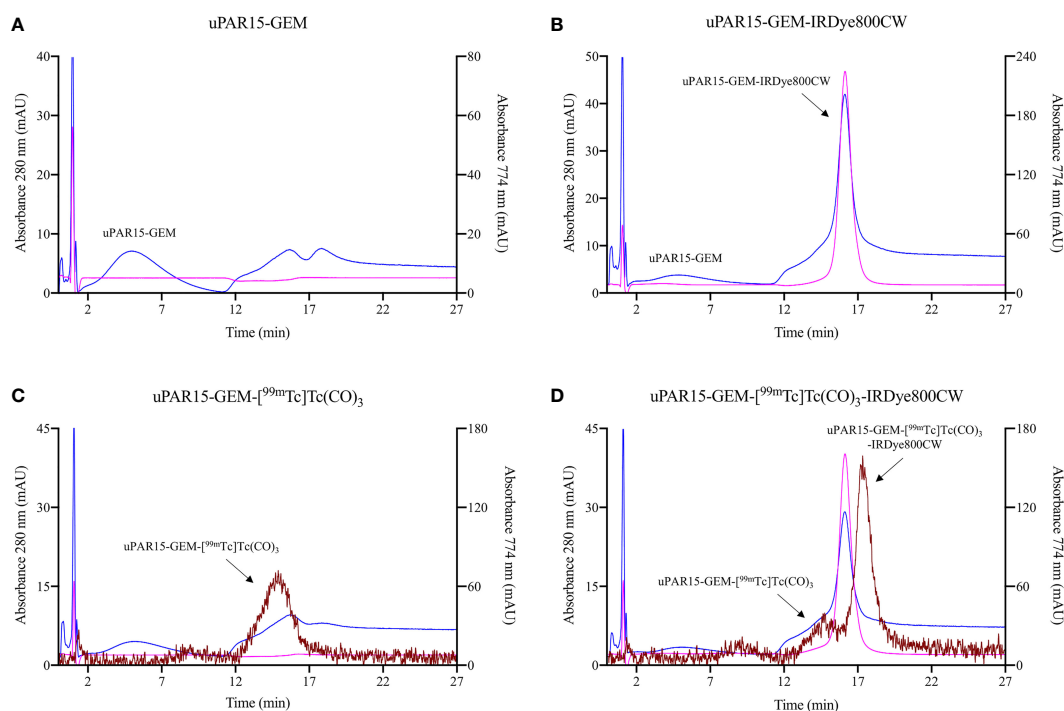 A
uPAR15-GEM
40
30
20
10
0
80
60
40
20
0
Absorbance 280 nm (mAU)
Absorbance 774 nm (mAU)
uPAR15-GEM
2 7 12 17 22 27
Time (min)
B
uPAR15-GEM-IRDye800CW
50
40
30
20
10
0
240
180
120
60
0
Absorbance 280 nm (mAU)
Absorbance 774 nm (mAU)
uPAR15-GEM-IRDye800CW
uPAR15-GEM
2 7 12 17 22 27
Time (min)
C
uPAR15-GEM-[⁹⁹ᵐTc]Tc(CO)₃
45
30
15
0
180
120
60
0
Absorbance 280 nm (mAU)
Absorbance 774 nm (mAU)
uPAR15-GEM-[⁹⁹ᵐTc]Tc(CO)₃
2 7 12 17 22 27
Time (min)
D
uPAR15-GEM-[⁹⁹ᵐTc]Tc(CO)₃-IRDye800CW
45
30
15
0
180
120
60
0
Absorbance 280 nm (mAU)
Absorbance 774 nm (mAU)
uPAR15-GEM-[⁹⁹ᵐTc]Tc(CO)₃
-IRDye800CW
uPAR15-GEM-[⁹⁹ᵐTc]Tc(CO)₃
2 7 12 17 22 27
Time (min)